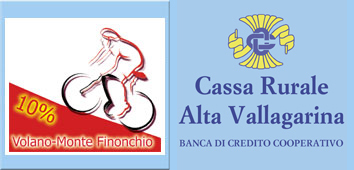 10%
Volano-Monte Finonchio
Cassa Rurale
Alta Vallagarina
BANCA DI CREDITO COOPERATIVO